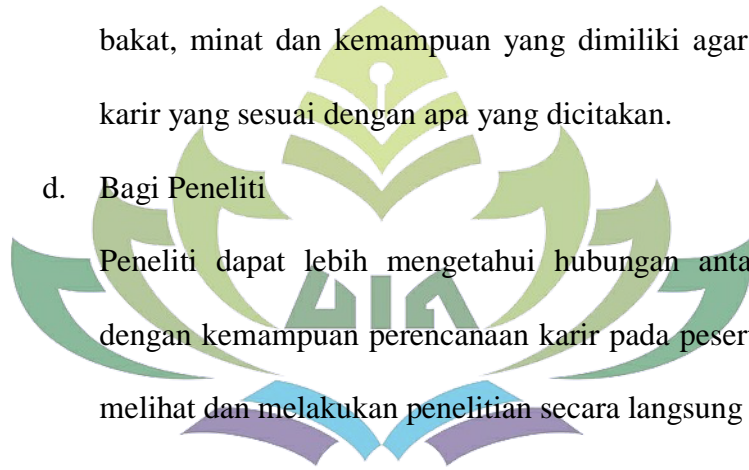 bakat, minat dan kemampuan yang dimiliki agar
karir yang sesuai dengan apa yang dicitakan.
d. Bagi Peneliti
Peneliti dapat lebih mengetahui hubungan anta
UIN
dengan kemampuan perencanaan karir pada peser
melihat dan melakukan penelitian secara langsung